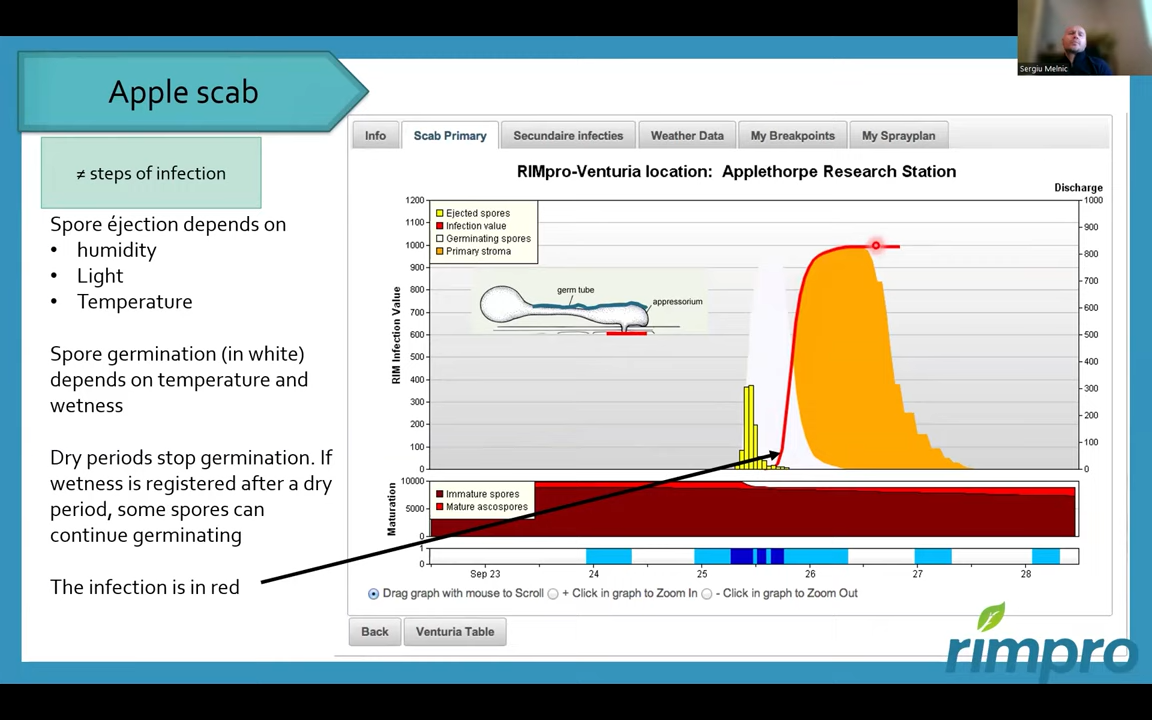 Sergiu Melnic
Apple scab
≠ steps of infection
Spore éjection depends on
• humidity
• Light
• Temperature
Spore germination (in white)
depends on temperature and
wetness
Dry periods stop germination. If
wetness is registered after a dry
period, some spores can
continue germinating
The infection is in red
Info
Scab Primary
Secundaire infecties
Weather Data
My Breakpoints
My Sprayplan
RIMpro-Venturia location: Applethorpe Research Station
Discharge
RIM Infection Value
1200
1100
1000
900
800
700
600
500
400
300
200
100
0
Ejected spores
Infection value
Germinating spores
Primary stroma
germ tube
appressorium
1000
900
800
700
600
500
400
300
200
100
0
Maturation
10000
5000
0
Immature spores
Mature ascospores
1
0
Sep 23 24 25 26 27 28
Drag graph with mouse to Scroll + Click in graph to Zoom In - Click in graph to Zoom Out
Back
Venturia Table
rimpro